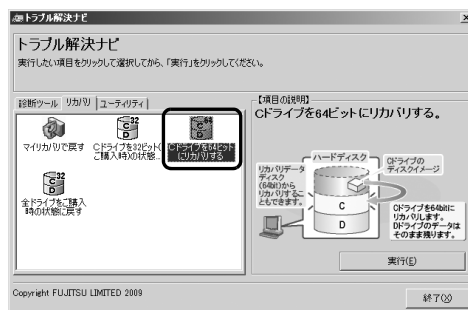 トラブル解決ナビ
トラブル解決ナビ
実行したい項目をクリックして選択してから、「実行」をクリックしてください。
診断ツール
リカバリ
ユーティリティ
マイリカバリで戻す
32
C
D
Cドライブを32ビット(
ご購入時)の状態...
64
C
D
Cドライブを64ビット
にリカバリする
32
C
D
全ドライブをご購入
時の状態に戻す
【項目の説明】
Cドライブを64ビットにリカバリする。
リカバリデータ
ディスク
(64bit)から
リカバリするこ
ともできます。
ハードディスク
C
D
Cドライブの
ディスクイメージ
Cドライブを64bitに
リカバリします。
Dドライブのデータは
そのまま残ります。
実行(E)
Copyright FUJITSU LIMITED 2009
終了(X)